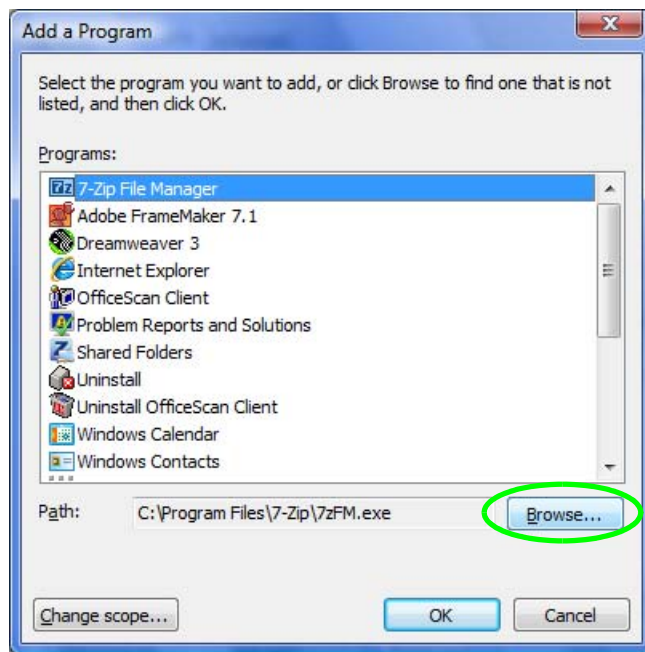 Add a Program
Select the program you want to add, or click Browse to find one that is not
listed, and then click OK.
Programs:
7-Zip File Manager
Adobe FrameMaker 7.1
Dreamweaver 3
Internet Explorer
OfficeScan Client
Problem Reports and Solutions
Shared Folders
Uninstall
Uninstall OfficeScan Client
Windows Calendar
Windows Contacts
Path: C:\Program Files\7-Zip\7zFM.exe Browse...
Change scope... OK Cancel